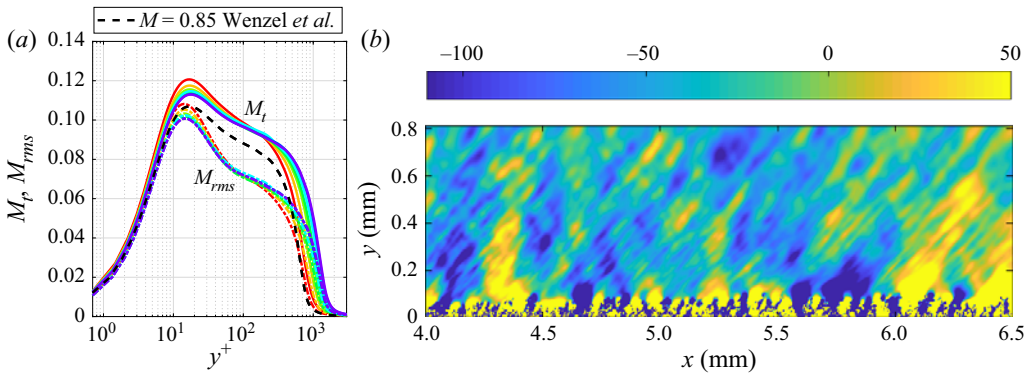 M = 0.85 Wenzel et al.
(a)
0.14
0.12
0.10
0.08
0.06
0.04
0.02
0
M_t, M_rms
M_t
M_rms
10^0 10^1 10^2 10^3
y^+
(b)
−100 −50 0 50
0.8
0.6
0.4
0.2
0
y (mm)
4.0 4.5 5.0 5.5 6.0 6.5
x (mm)